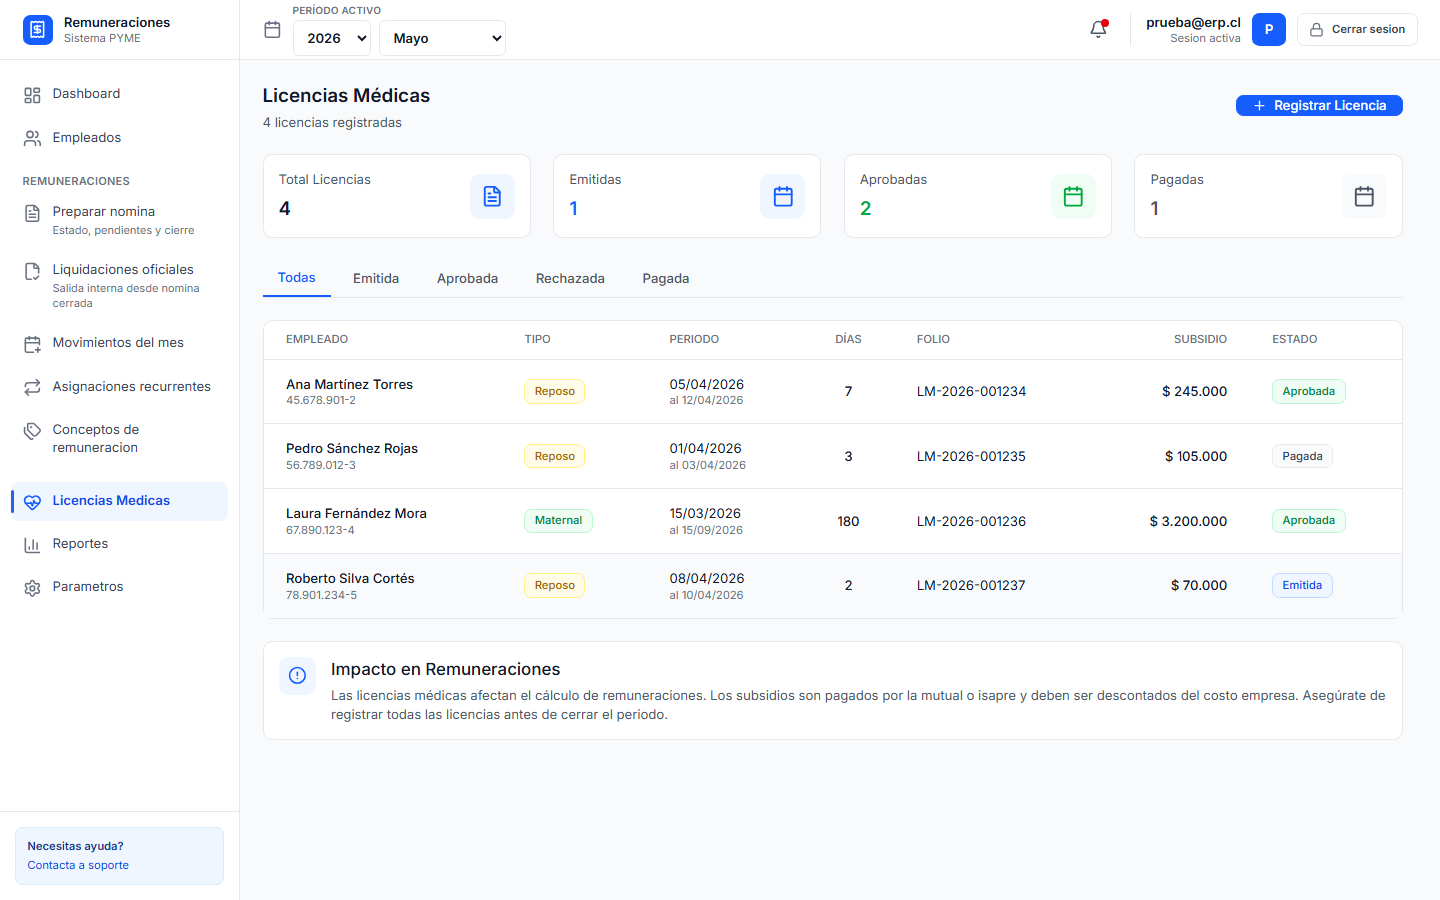 Remuneraciones
Sistema PYME
PERÍODO ACTIVO
2026
Mayo
prueba@erp.cl
Sesion activa
P
Cerrar sesion
Dashboard
Empleados
REMUNERACIONES
Preparar nomina
Estado, pendientes y cierre
Liquidaciones oficiales
Salida interna desde nomina
cerrada
Movimientos del mes
Asignaciones recurrentes
Conceptos de
remuneracion
Licencias Medicas
Reportes
Parametros
Necesitas ayuda?
Contacta a soporte
Licencias Médicas
4 licencias registradas
Registrar Licencia
Total Licencias
4
Emitidas
1
Aprobadas
2
Pagadas
1
Todas
Emitida
Aprobada
Rechazada
Pagada
EMPLEADO TIPO PERIODO DÍAS FOLIO SUBSIDIO ESTADO
Ana Martínez Torres Reposo 05/04/2026 7 LM-2026-001234 $ 245.000 Aprobada
45.678.901-2 al 12/04/2026
Pedro Sánchez Rojas Reposo 01/04/2026 3 LM-2026-001235 $ 105.000 Pagada
56.789.012-3 al 03/04/2026
Laura Fernández Mora Maternal 15/03/2026 180 LM-2026-001236 $ 3.200.000 Aprobada
67.890.123-4 al 15/09/2026
Roberto Silva Cortés Reposo 08/04/2026 2 LM-2026-001237 $ 70.000 Emitida
78.901.234-5 al 10/04/2026
Impacto en Remuneraciones
Las licencias médicas afectan el cálculo de remuneraciones. Los subsidios son pagados por la mutual o isapre y deben ser descontados del costo empresa. Asegúrate de
registrar todas las licencias antes de cerrar el periodo.